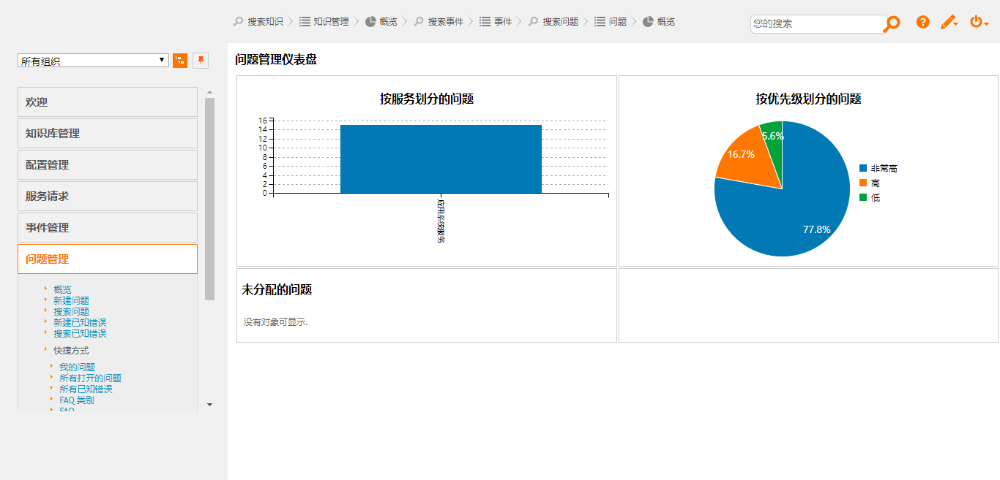 搜索知识 知识管理 概览 搜索事件 事件 搜索问题 问题 概览
您的搜索
所有组织
欢迎
知识库管理
配置管理
服务请求
事件管理
问题管理
概览
新建问题
搜索问题
新建已知错误
搜索已知错误
快捷方式
我的问题
所有打开的问题
所有已知错误
FAQ 类别
FAQ
问题管理仪表盘
按服务划分的问题
16
14
12
10
8
6
4
2
0
应用系统服务
按优先级划分的问题
5.6%
16.7%
77.8%
非常高
高
低
未分配的问题
没有对象可显示.